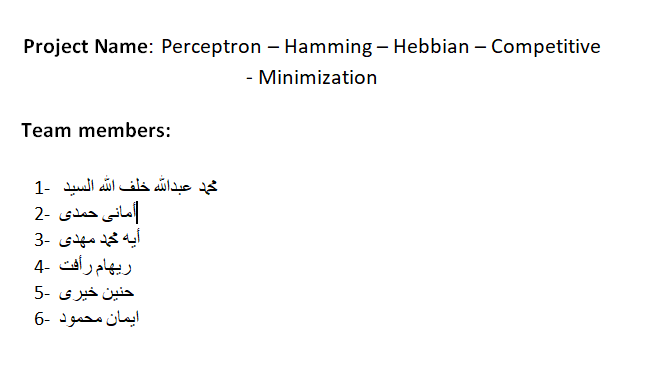 Project Name: Perceptron – Hamming – Hebbian – Competitive
- Minimization
Team members:
1- محمد عبدالله خلف الله السيد
2- أمانى حمدى
3- أيه محمد مهدى
4- ريهام رأفت
5- حنين خيرى
6- ايمان محمود